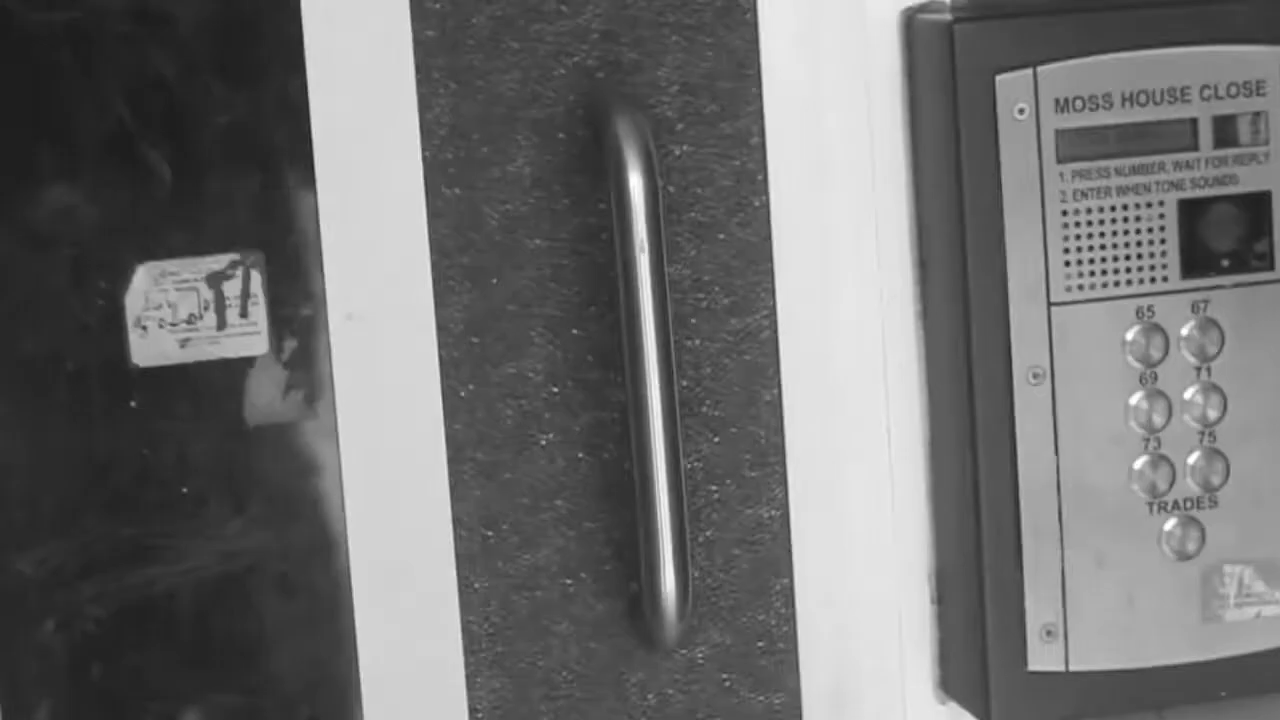 MOSS HOUSE CLOSE
1. PRESS NUMBER, WAIT FOR REPLY
2. ENTER WHEN TONE SOUNDS
65 67
69 71
73 75
TRADES